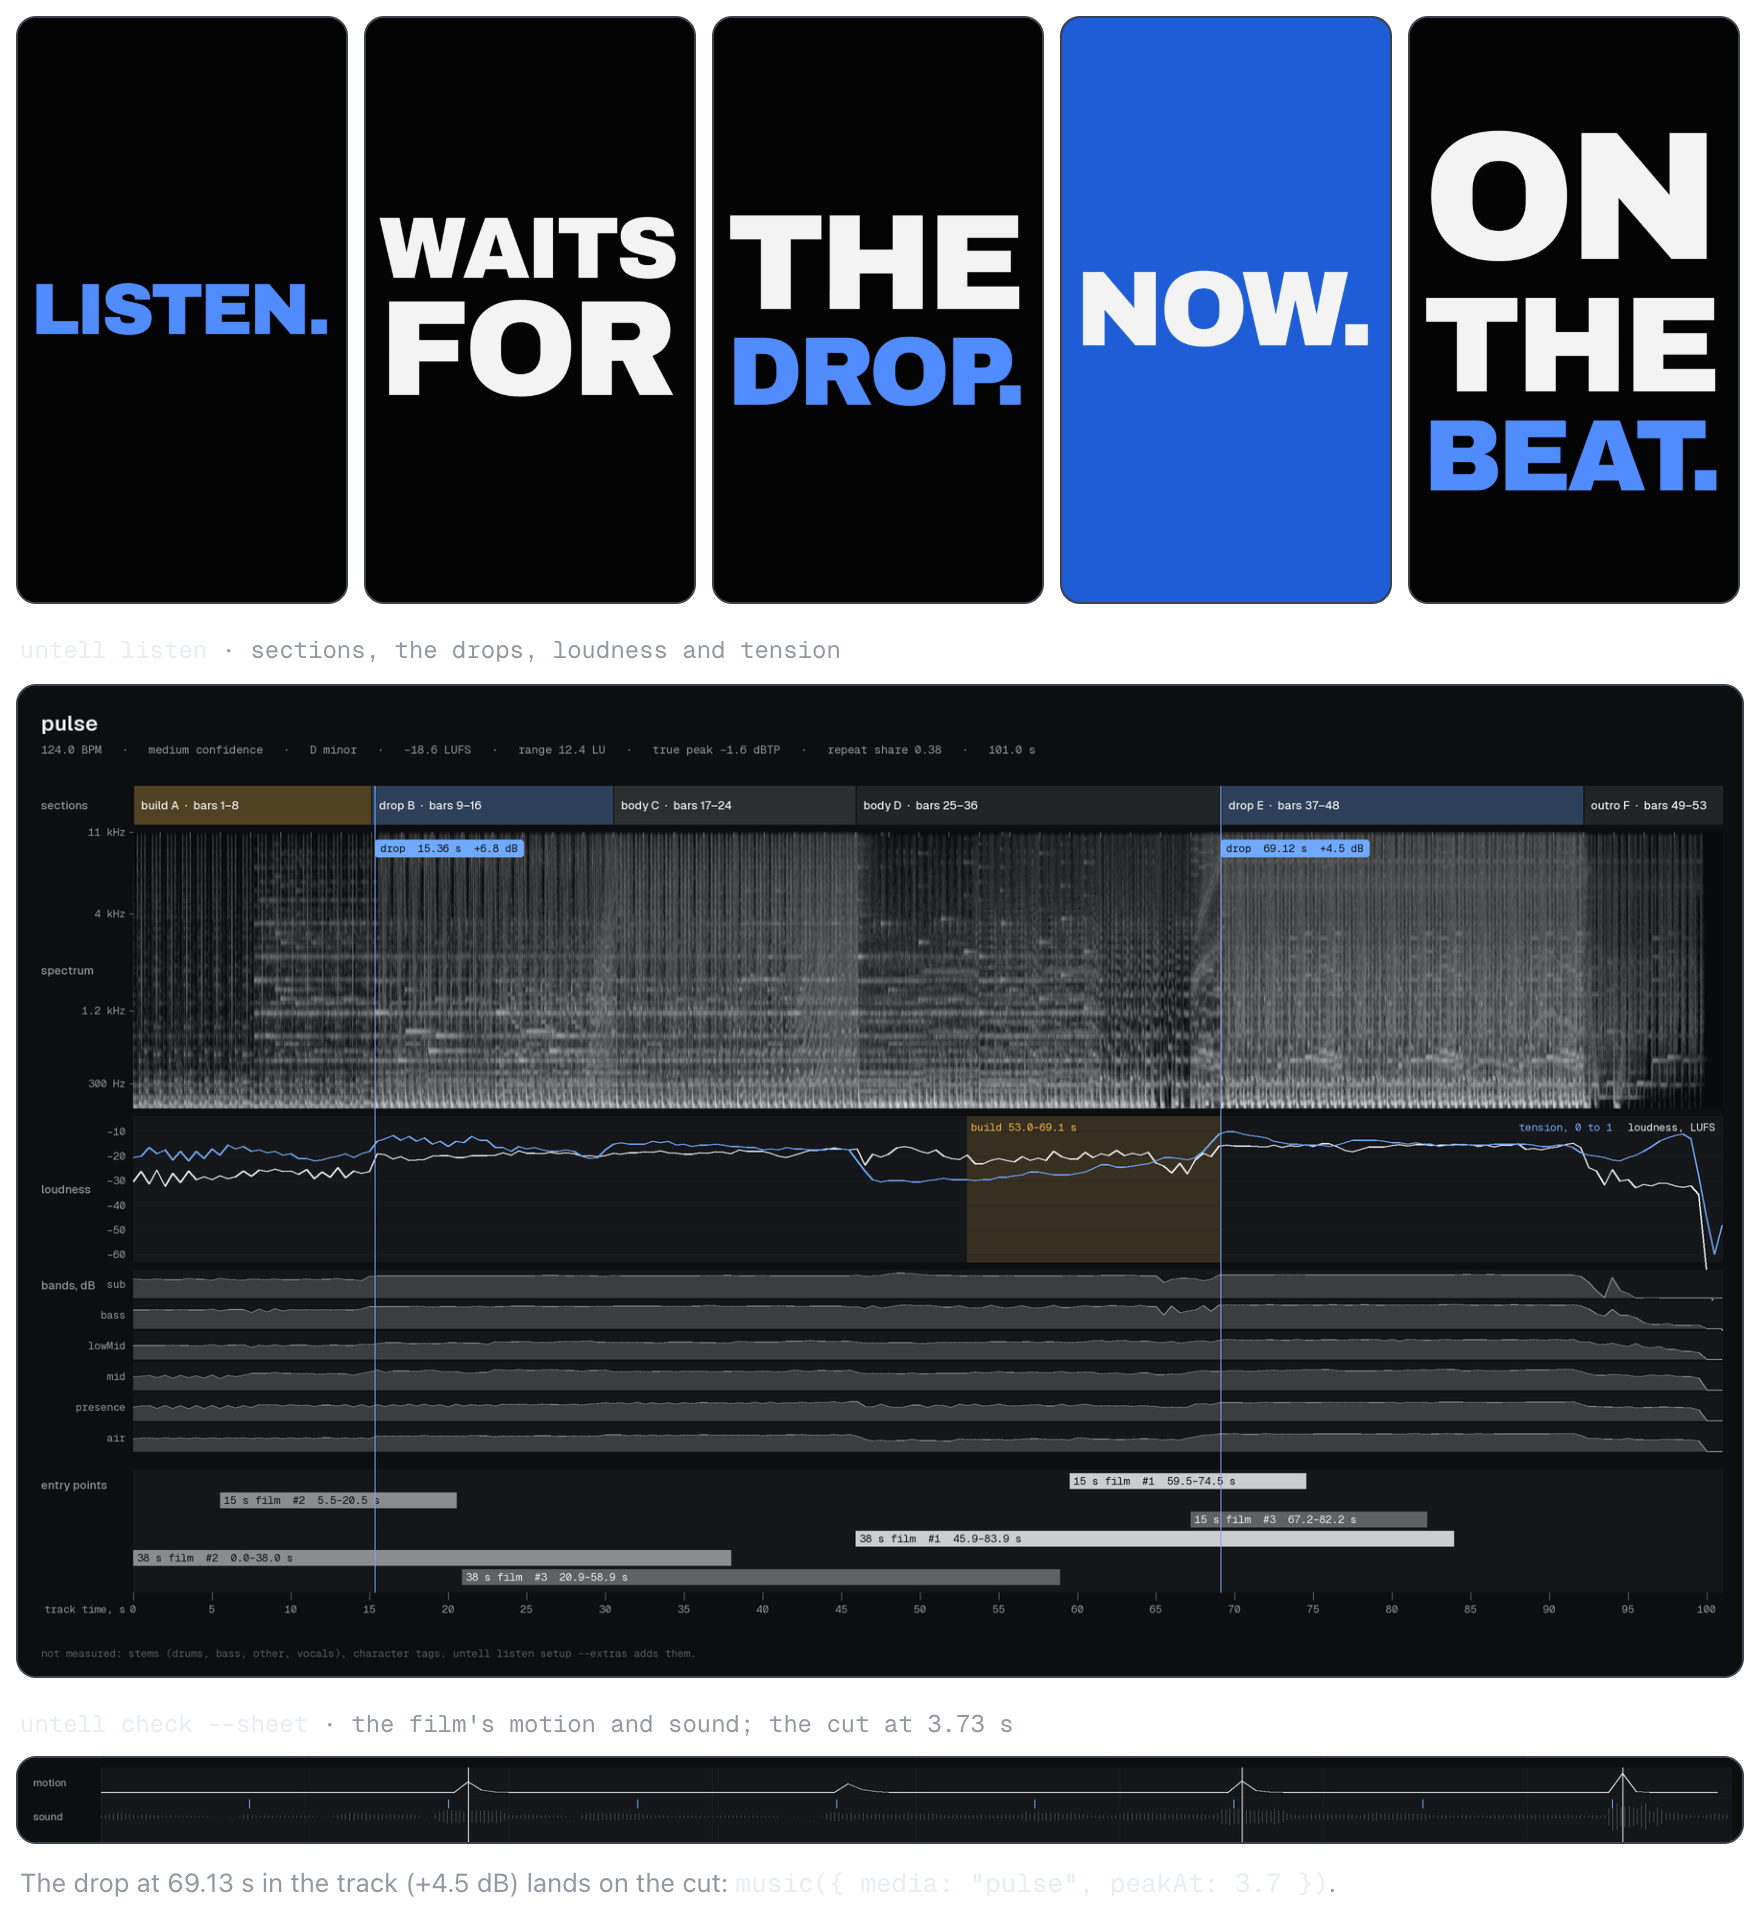 LISTEN.
WAITS
FOR
THE
DROP.
NOW.
ON
THE
BEAT.
untell listen · sections, the drops, loudness and tension
pulse
124.0 BPM · medium confidence · D minor · −18.6 LUFS · range 12.4 LU · true peak −1.6 dBTP · repeat share 0.38 · 101.0 s
sections
build A · bars 1–8
drop B · bars 9–16
body C · bars 17–24
body D · bars 25–36
drop E · bars 37–48
outro F · bars 49–53
11 kHz
drop 15.36 s +6.8 dB
drop 69.12 s +4.5 dB
4 kHz
spectrum
1.2 kHz
300 Hz
build 53.0–69.1 s
tension, 0 to 1 loudness, LUFS
−10
−20
loudness
−30
−40
−50
−60
bands, dB sub
bass
lowMid
mid
presence
air
entry points
15 s film #1 59.5–74.5 s
15 s film #2 5.5–20.5 s
15 s film #3 67.2–82.2 s
38 s film #1 45.9–83.9 s
38 s film #2 0.0–38.0 s
38 s film #3 20.9–58.9 s
track time, s 0 5 10 15 20 25 30 35 40 45 50 55 60 65 70 75 80 85 90 95 100
not measured: stems (drums, bass, other, vocals), character tags. untell listen setup --extras adds them.
untell check --sheet · the film's motion and sound; the cut at 3.73 s
motion
sound
The drop at 69.13 s in the track (+4.5 dB) lands on the cut: music({ media: "pulse", peakAt: 3.7 }).